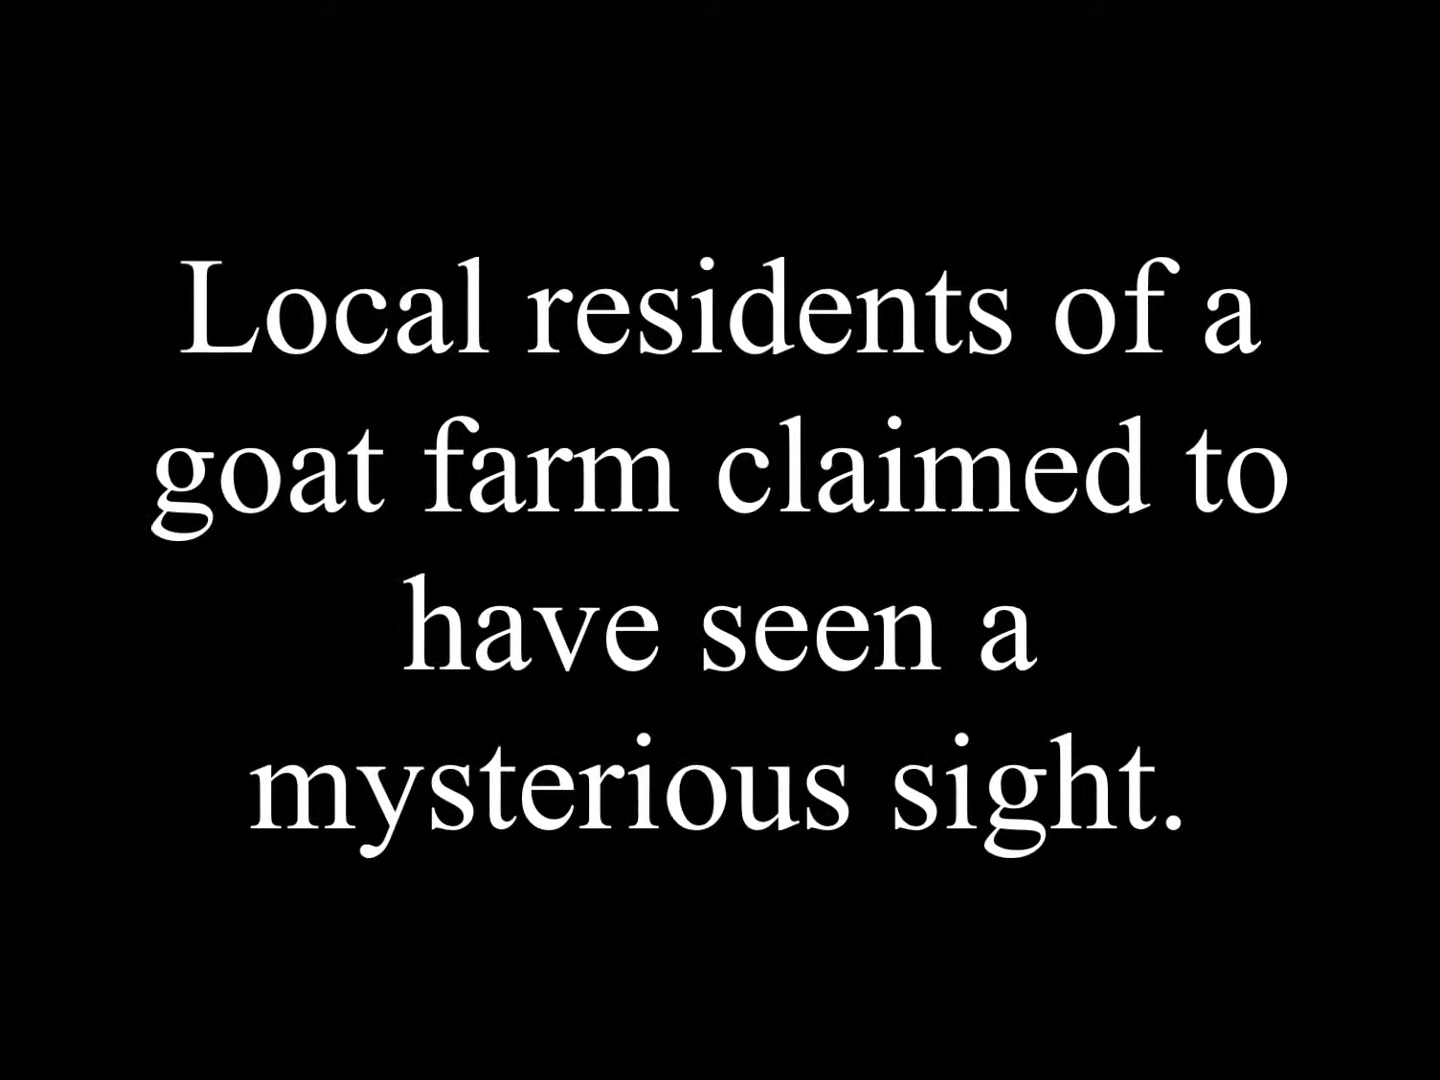 Local residents of a
goat farm claimed to
have seen a
mysterious sight.